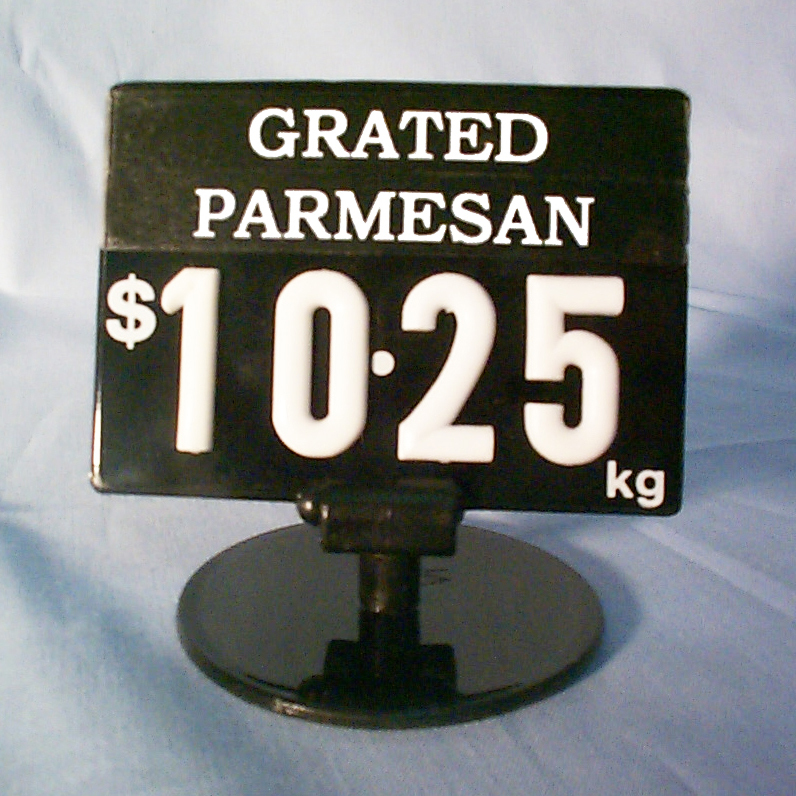 GRATED
PARMESAN
$10.25
kg